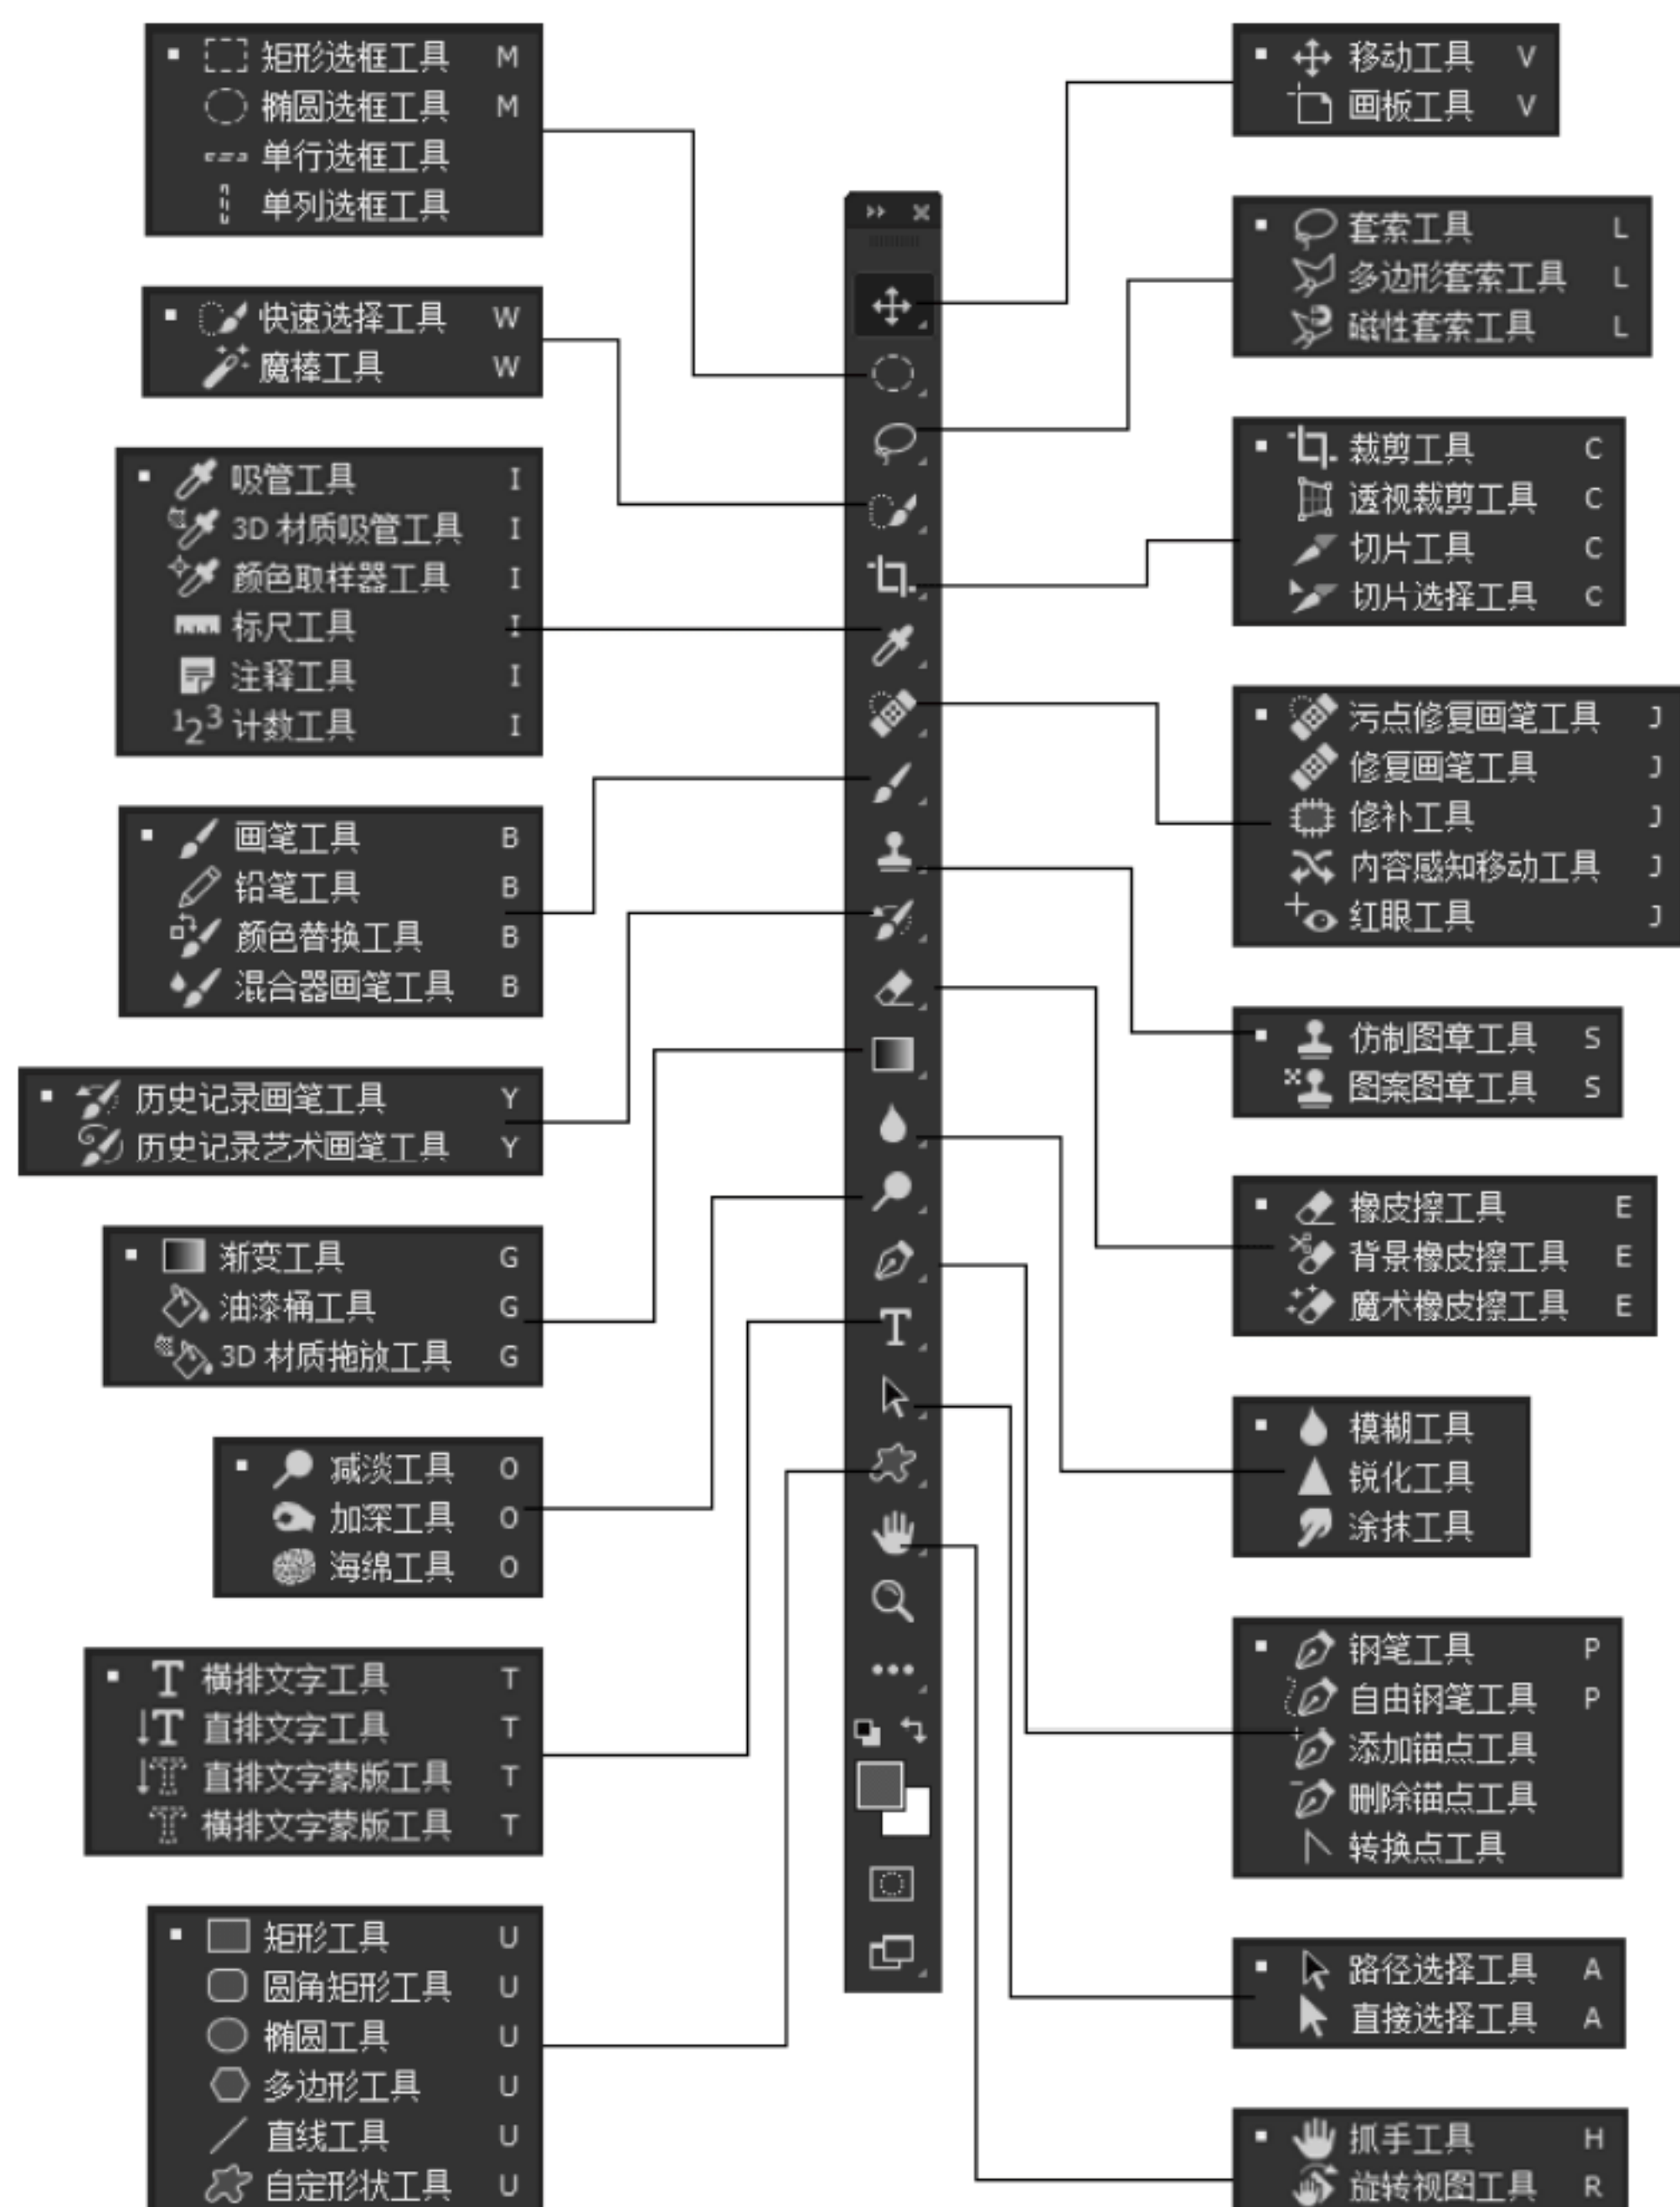 矩形选框工具 M
椭圆选框工具 M
单行选框工具
单列选框工具
快速选择工具 W
魔棒工具 W
吸管工具 I
3D 材质吸管工具 I
颜色取样器工具 I
标尺工具 I
注释工具 I
计数工具 I
画笔工具 B
铅笔工具 B
颜色替换工具 B
混合器画笔工具 B
历史记录画笔工具 Y
历史记录艺术画笔工具 Y
渐变工具 G
油漆桶工具 G
3D 材质拖放工具 G
减淡工具 O
加深工具 O
海绵工具 O
横排文字工具 T
直排文字工具 T
直排文字蒙版工具 T
横排文字蒙版工具 T
矩形工具 U
圆角矩形工具 U
椭圆工具 U
多边形工具 U
直线工具 U
自定形状工具 U
移动工具 V
画板工具 V
套索工具 L
多边形套索工具 L
磁性套索工具 L
裁剪工具 C
透视裁剪工具 C
切片工具 C
切片选择工具 C
污点修复画笔工具 J
修复画笔工具 J
修补工具 J
内容感知移动工具 J
红眼工具 J
仿制图章工具 S
图案图章工具 S
橡皮擦工具 E
背景橡皮擦工具 E
魔术橡皮擦工具 E
模糊工具
锐化工具
涂抹工具
钢笔工具 P
自由钢笔工具 P
添加锚点工具
删除锚点工具
转换点工具
路径选择工具 A
直接选择工具 A
抓手工具 H
旋转视图工具 R